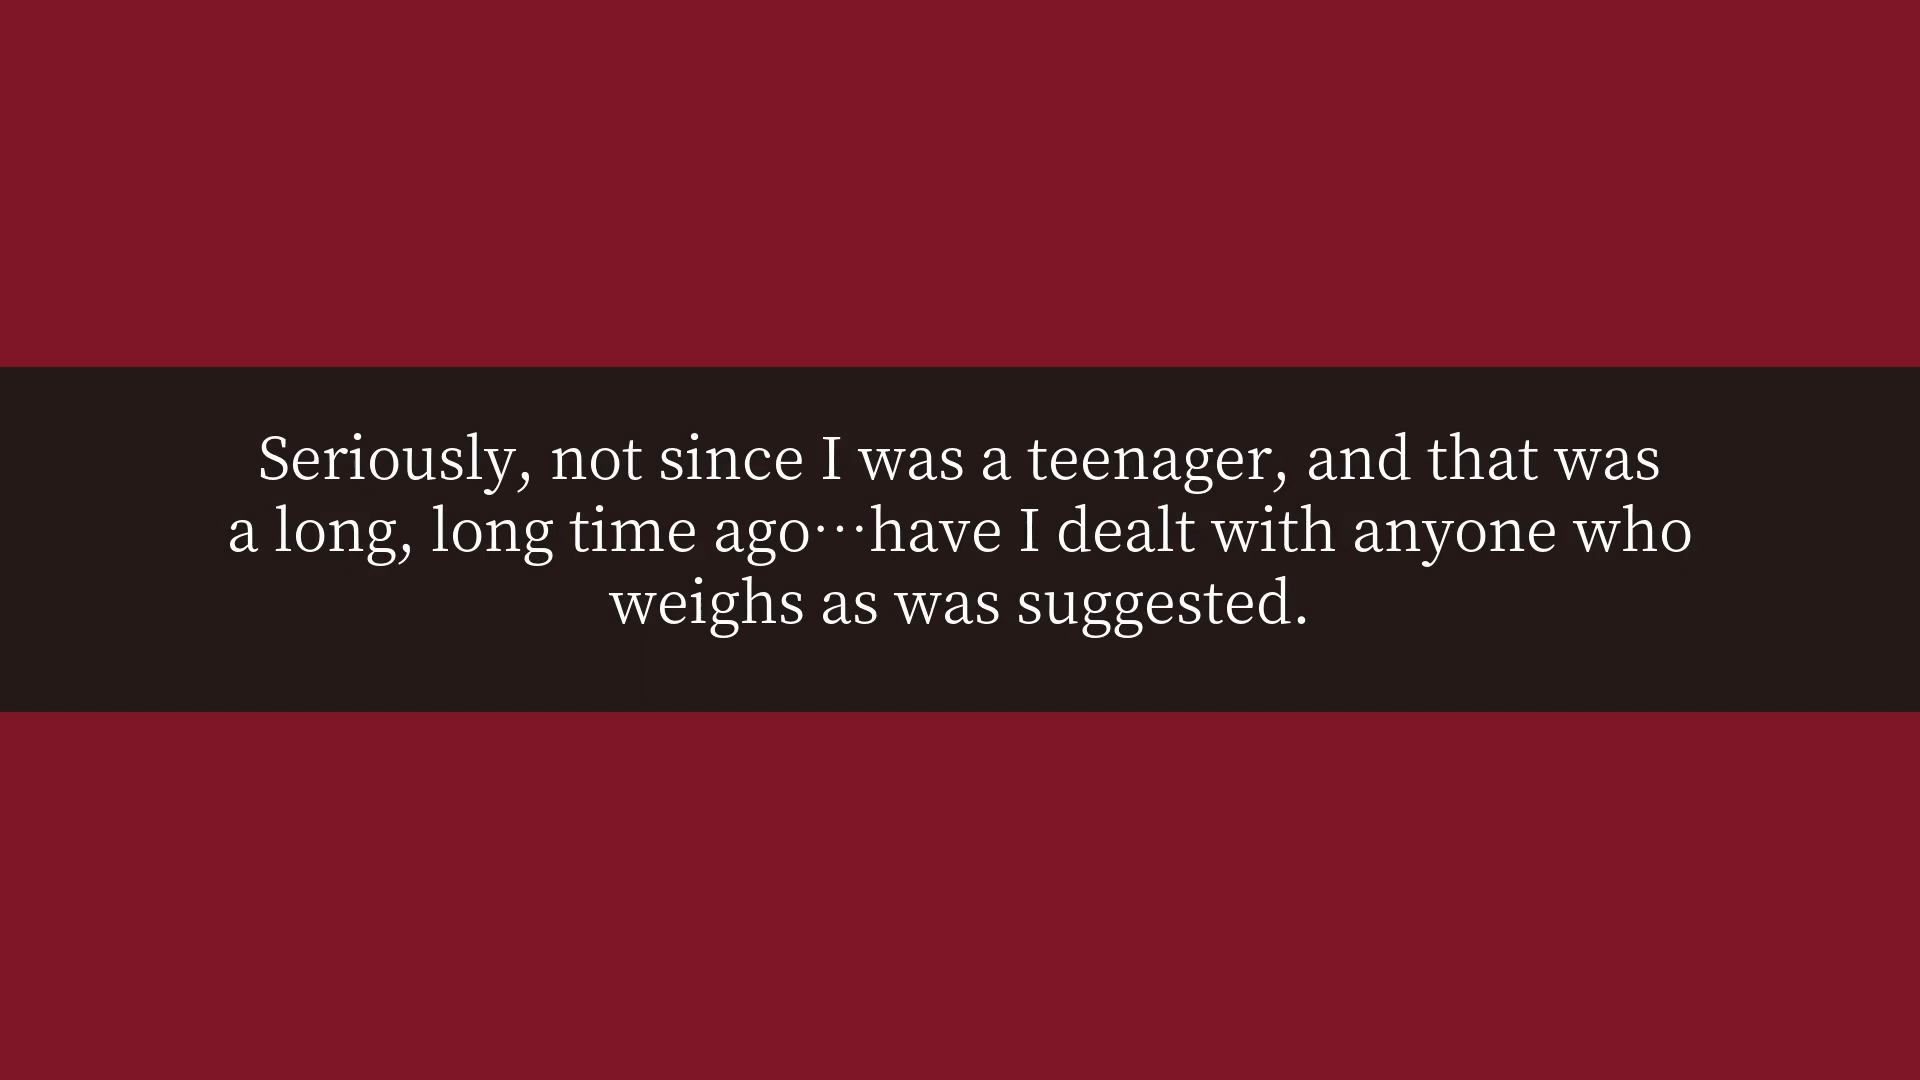 Seriously, not since I was a teenager, and that was
a long, long time ago⋯have I dealt with anyone who
weighs as was suggested.